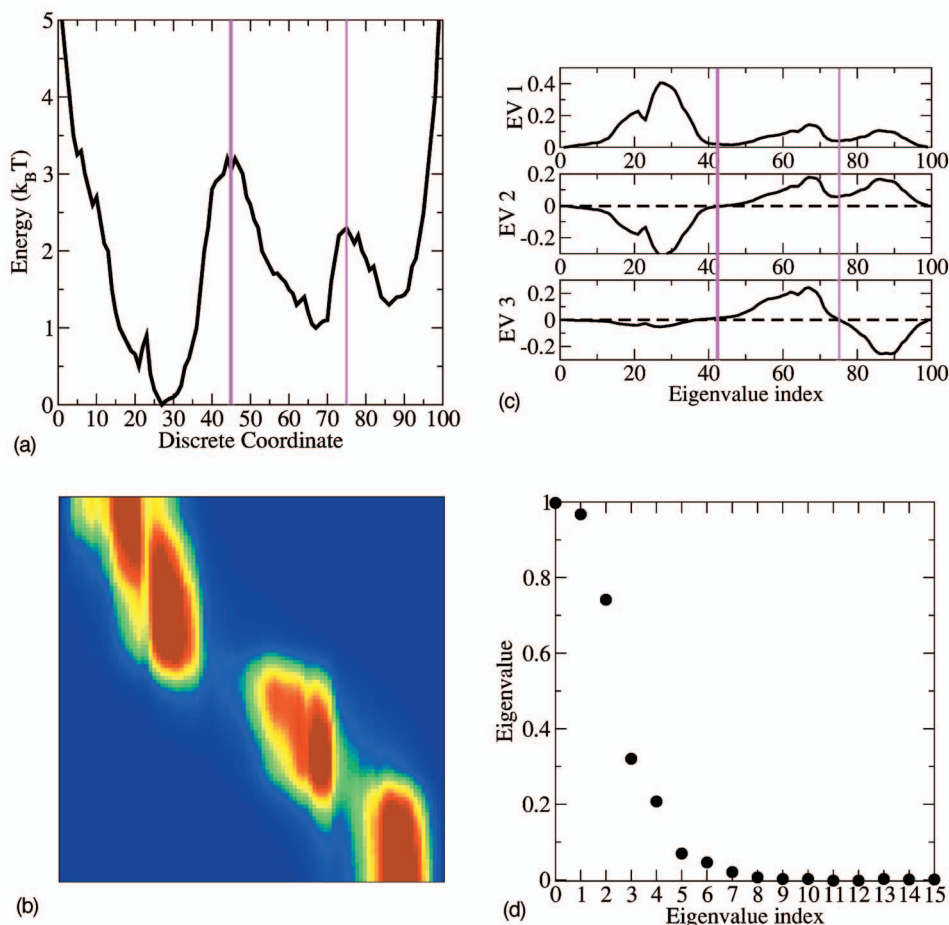 5
4
3
2
1
0
Energy (kBT)
0 10 20 30 40 50 60 70 80 90 100
Discrete Coordinate
(a)
0.4
0.2
0
EV 1
0 20 40 60 80 100
0.2
0
-0.2
EV 2
0 20 40 60 80 100
0.2
0
-0.2
EV 3
0 20 40 60 80 100
Eigenvalue index
(c)
(b)
1
0.8
0.6
0.4
0.2
0
Eigenvalue
0 1 2 3 4 5 6 7 8 9 10 11 12 13 14 15
Eigenvalue index
(d)